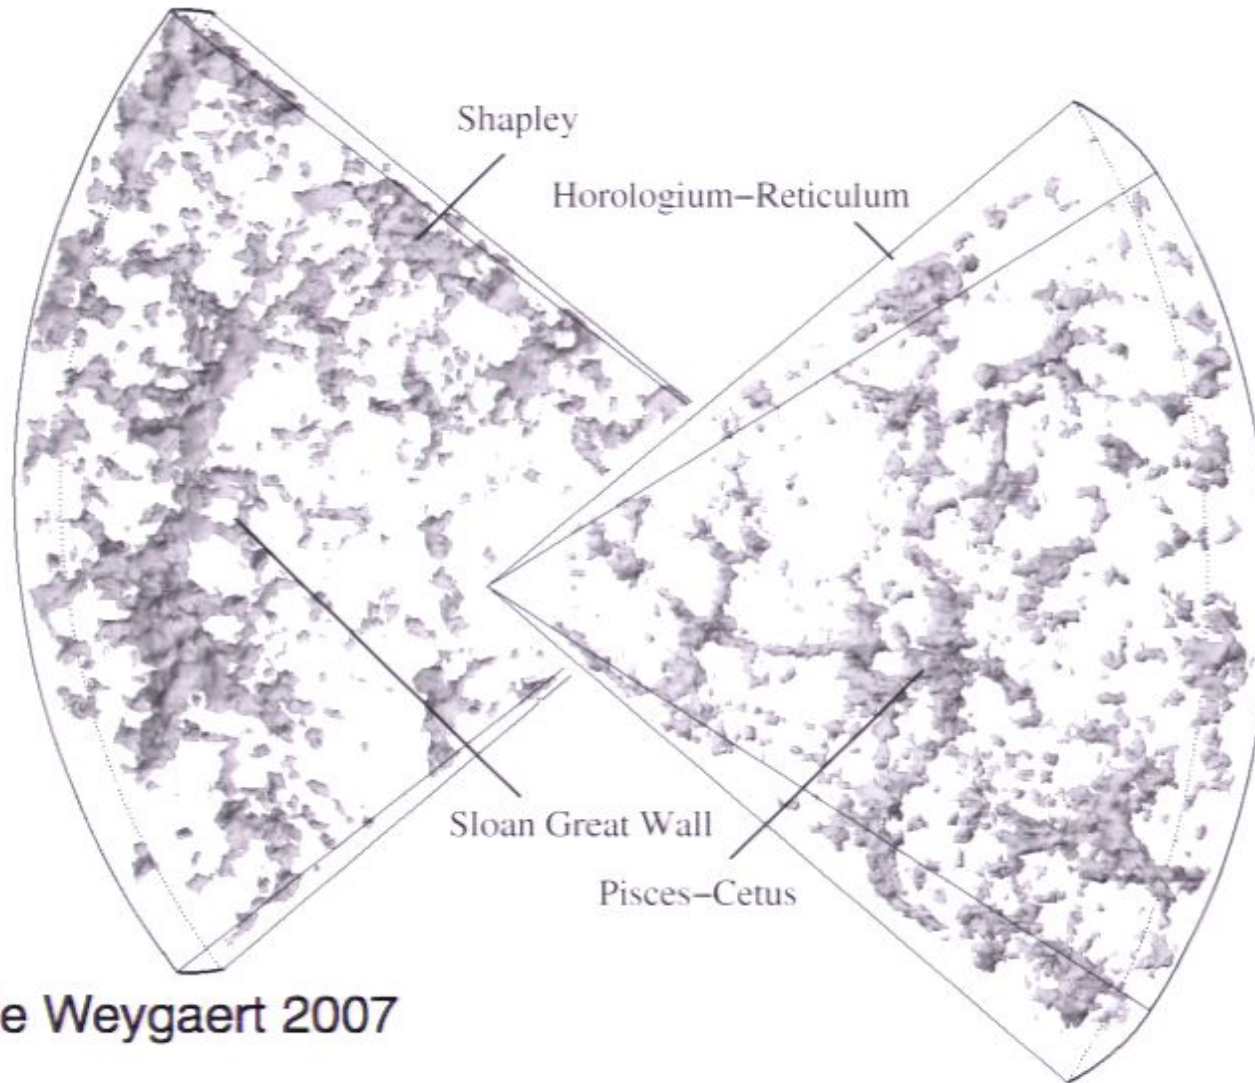 Shapley
Horologium–Reticulum
Sloan Great Wall
Pisces–Cetus
e Weygaert 2007